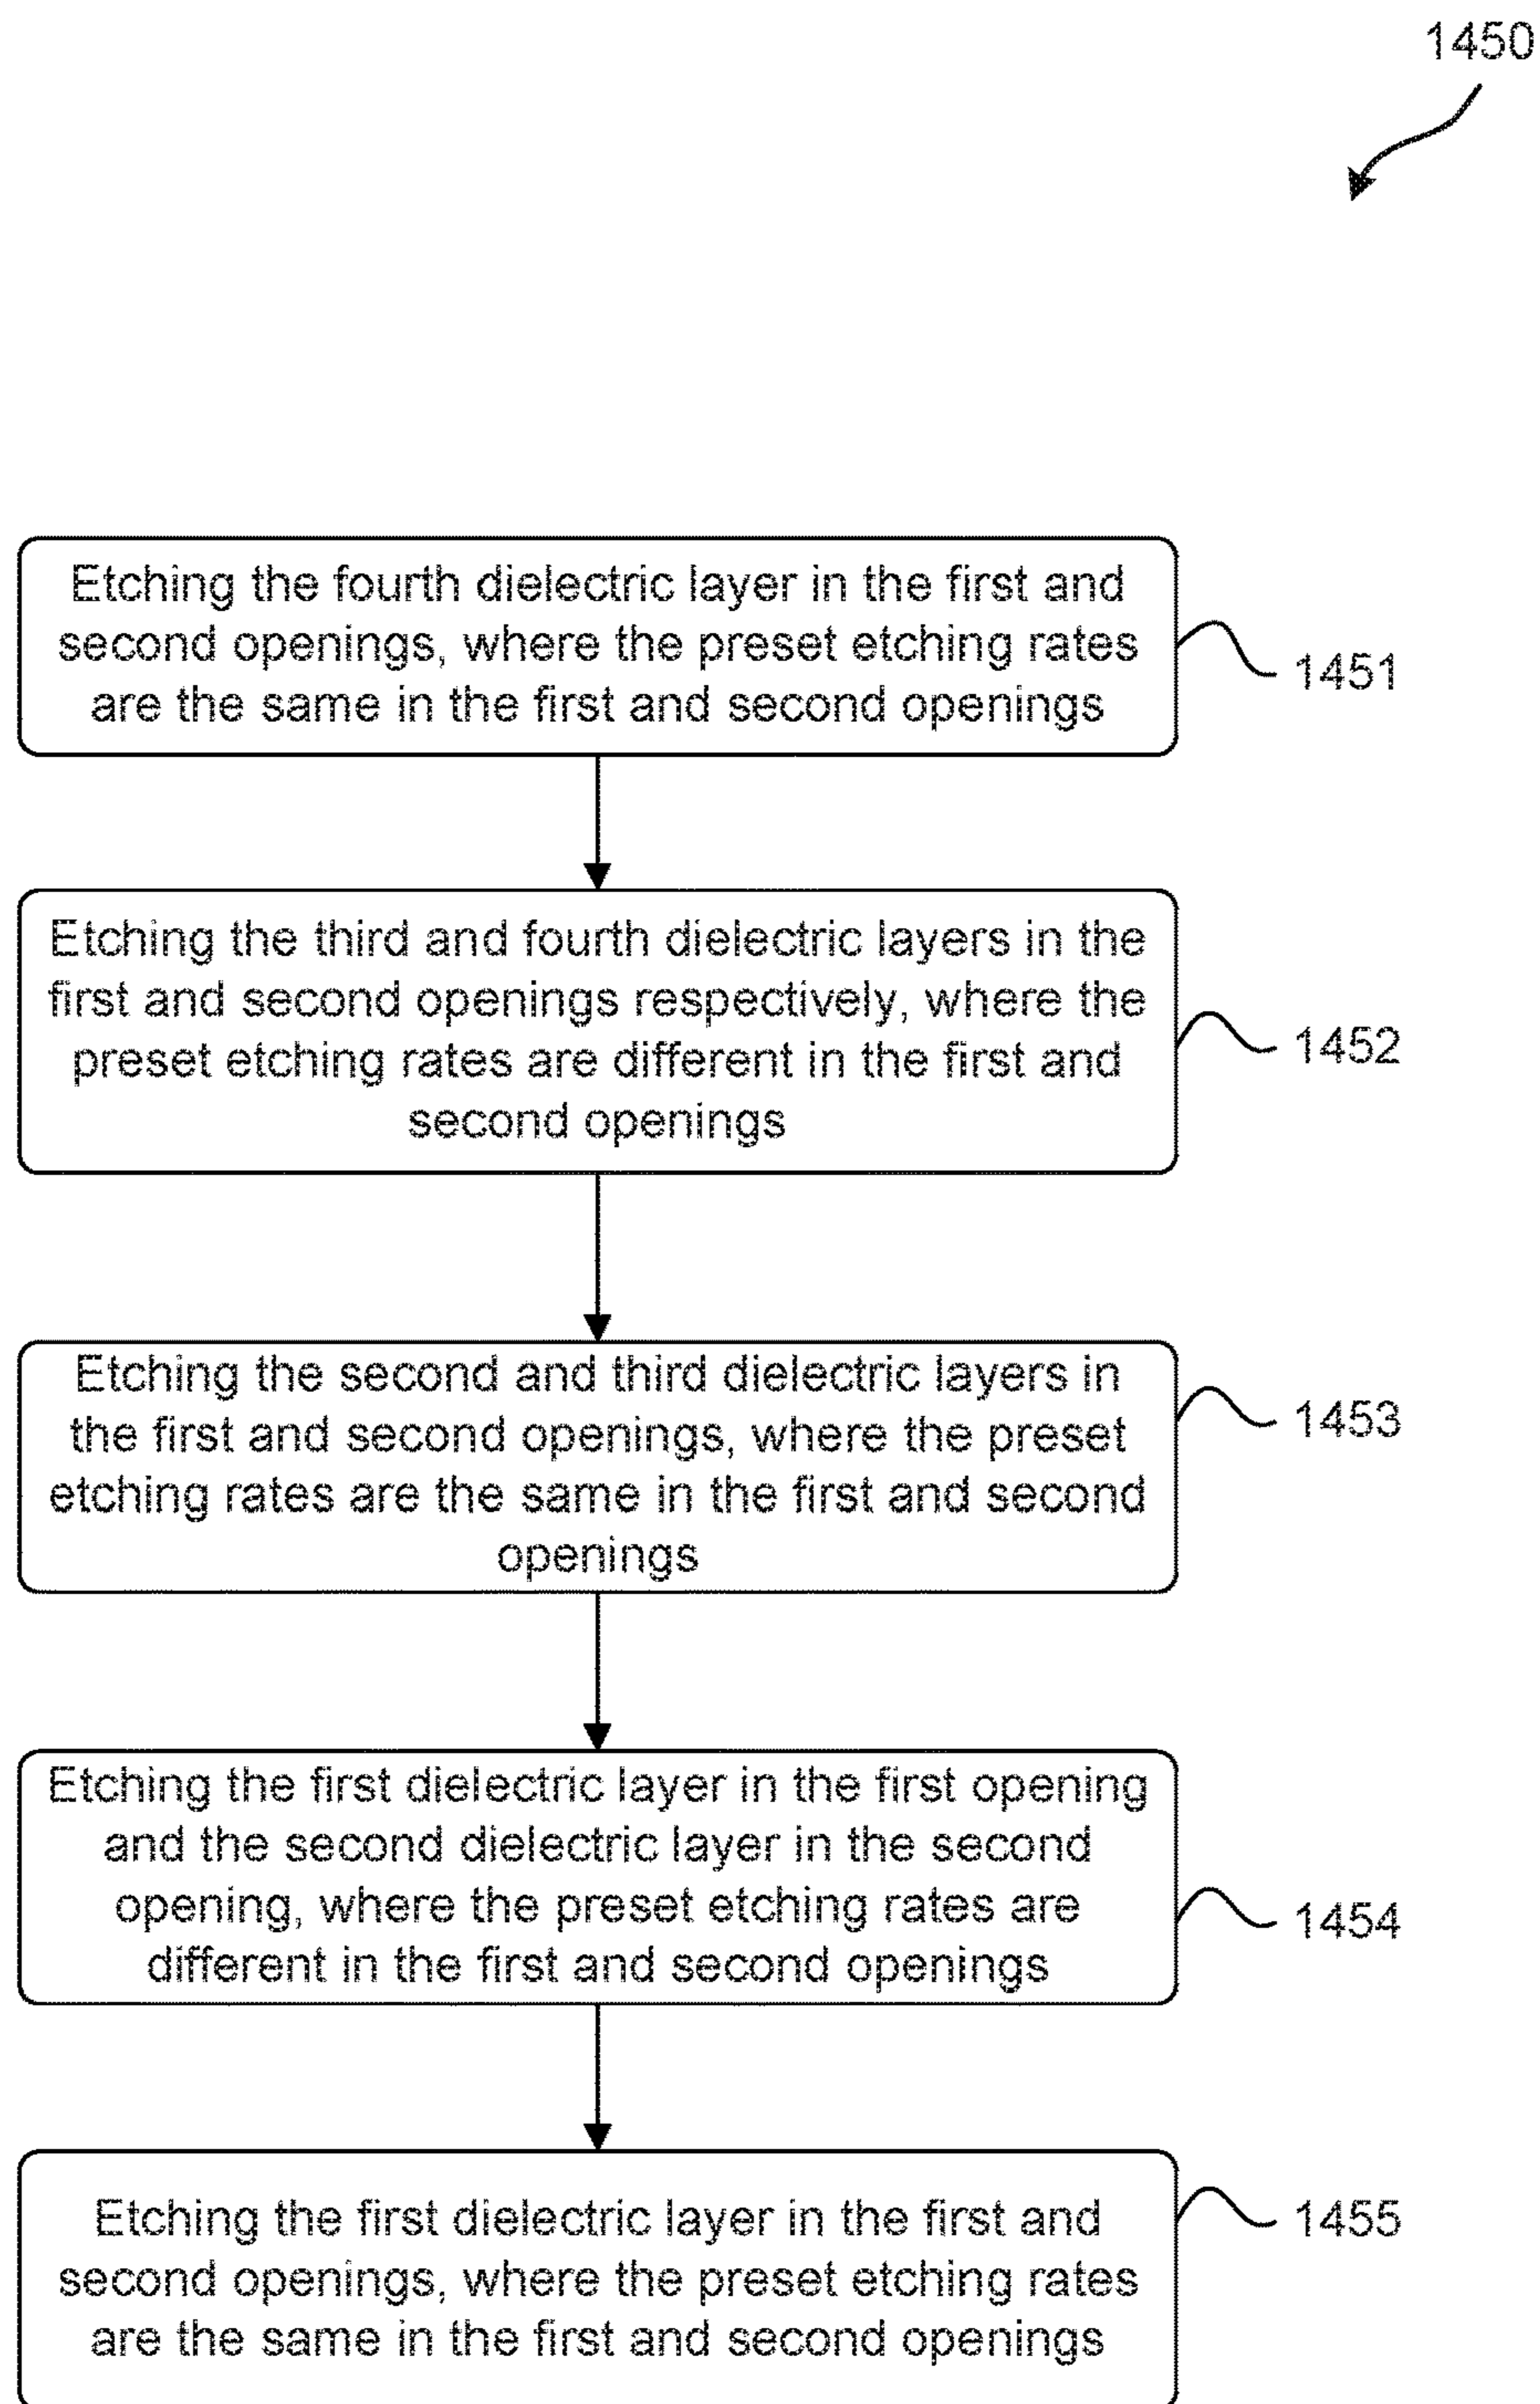 1450
Etching the fourth dielectric layer in the first and
second openings, where the preset etching rates
are the same in the first and second openings
1451
Etching the third and fourth dielectric layers in the
first and second openings respectively, where the
preset etching rates are different in the first and
second openings
1452
Etching the second and third dielectric layers in
the first and second openings, where the preset
etching rates are the same in the first and second
openings
1453
Etching the first dielectric layer in the first opening
and the second dielectric layer in the second
opening, where the preset etching rates are
different in the first and second openings
1454
Etching the first dielectric layer in the first and
second openings, where the preset etching rates
are the same in the first and second openings
1455